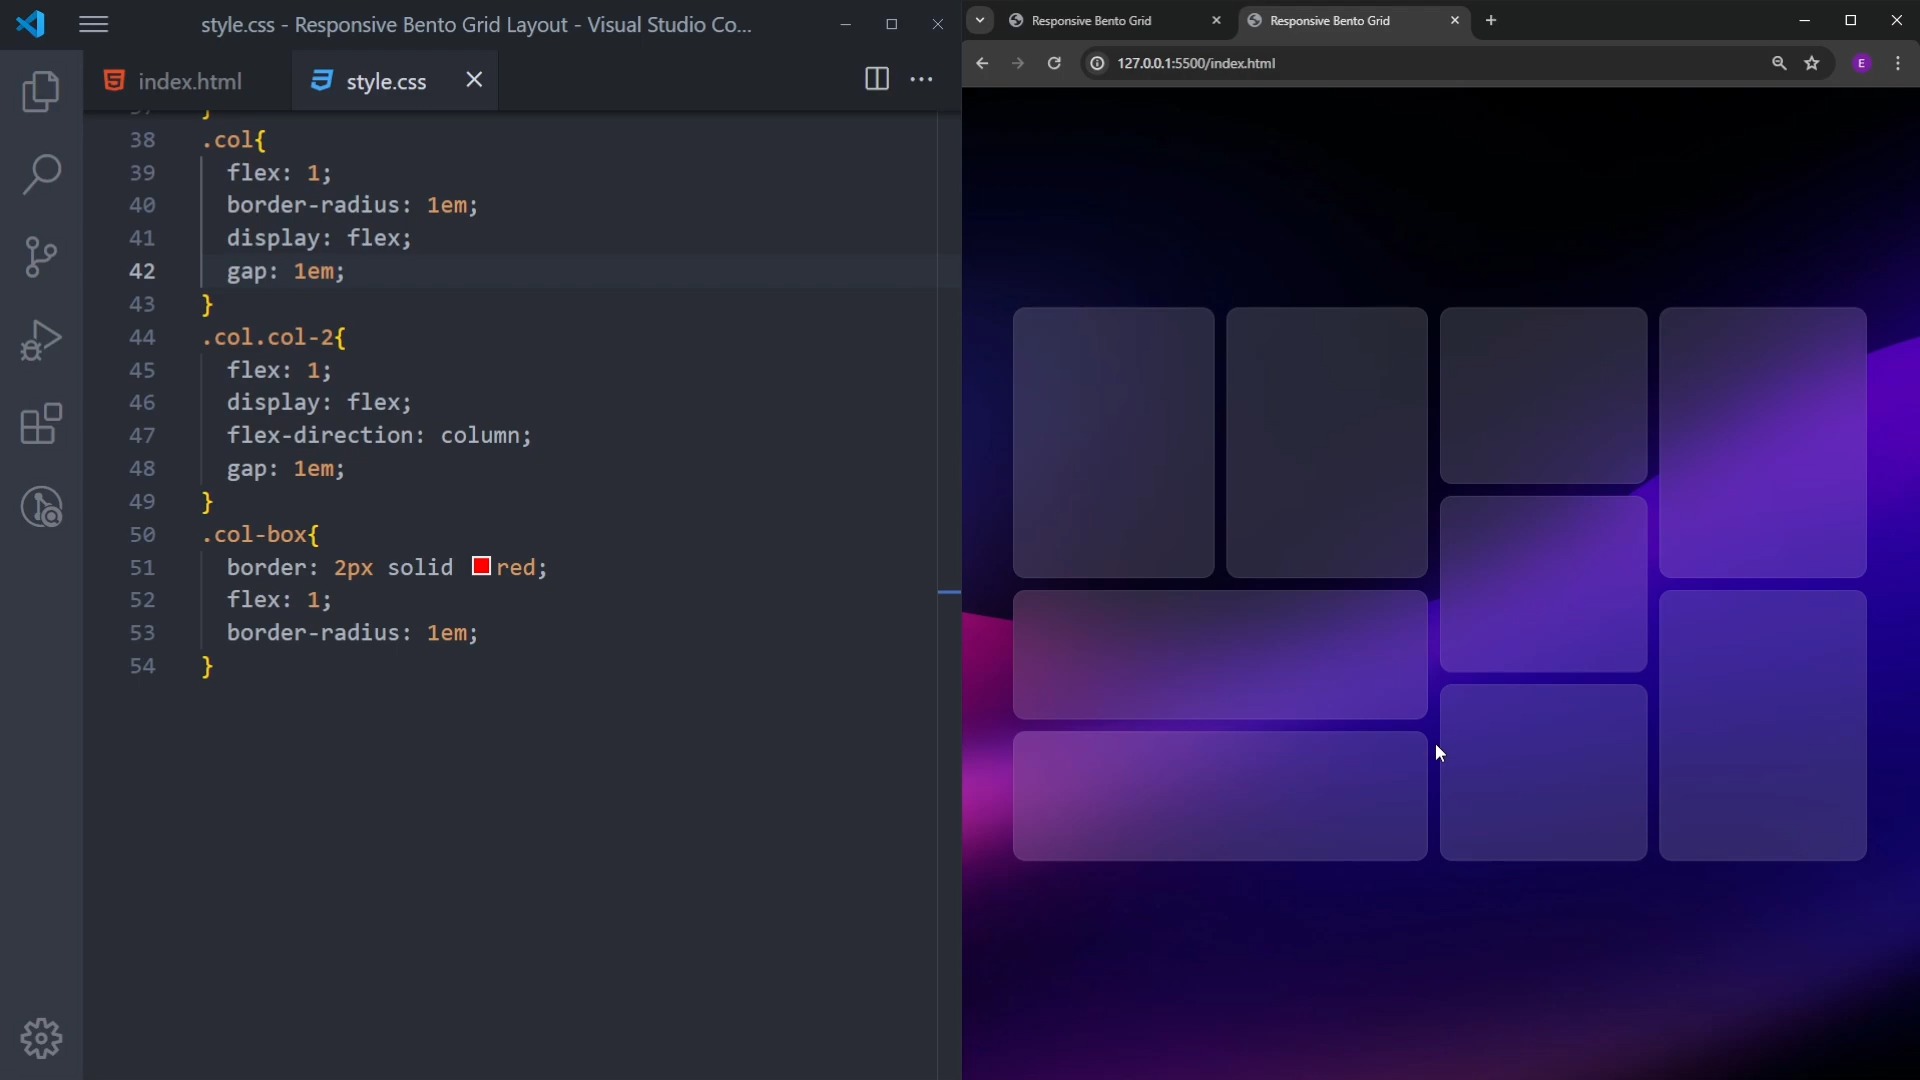 style.css - Responsive Bento Grid Layout - Visual Studio Co...
index.html
style.css
37 }
38 .col{
39 flex: 1;
40 border-radius: 1em;
41 display: flex;
42 gap: 1em;
43 }
44 .col.col-2{
45 flex: 1;
46 display: flex;
47 flex-direction: column;
48 gap: 1em;
49 }
50 .col-box{
51 border: 2px solid red;
52 flex: 1;
53 border-radius: 1em;
54 }
Responsive Bento Grid
Responsive Bento Grid
127.0.0.1:5500/index.html
E